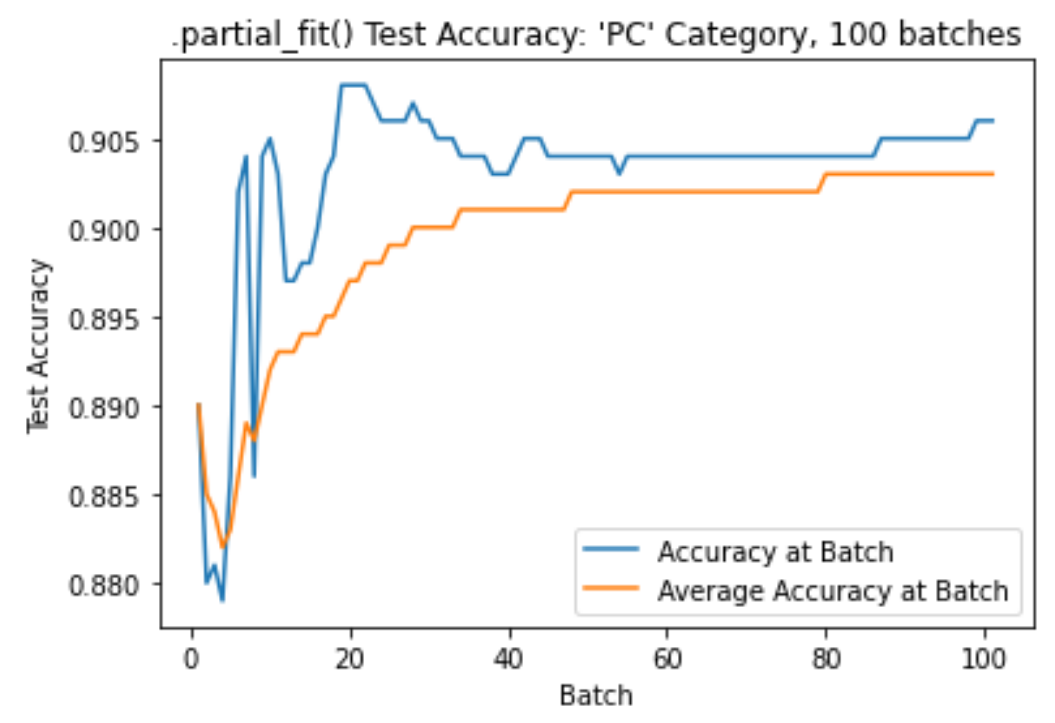 .partial_fit() Test Accuracy: 'PC' Category, 100 batches
Test Accuracy
0.905
0.900
0.895
0.890
0.885
0.880
0
20
40
60
80
100
Batch
Accuracy at Batch
Average Accuracy at Batch